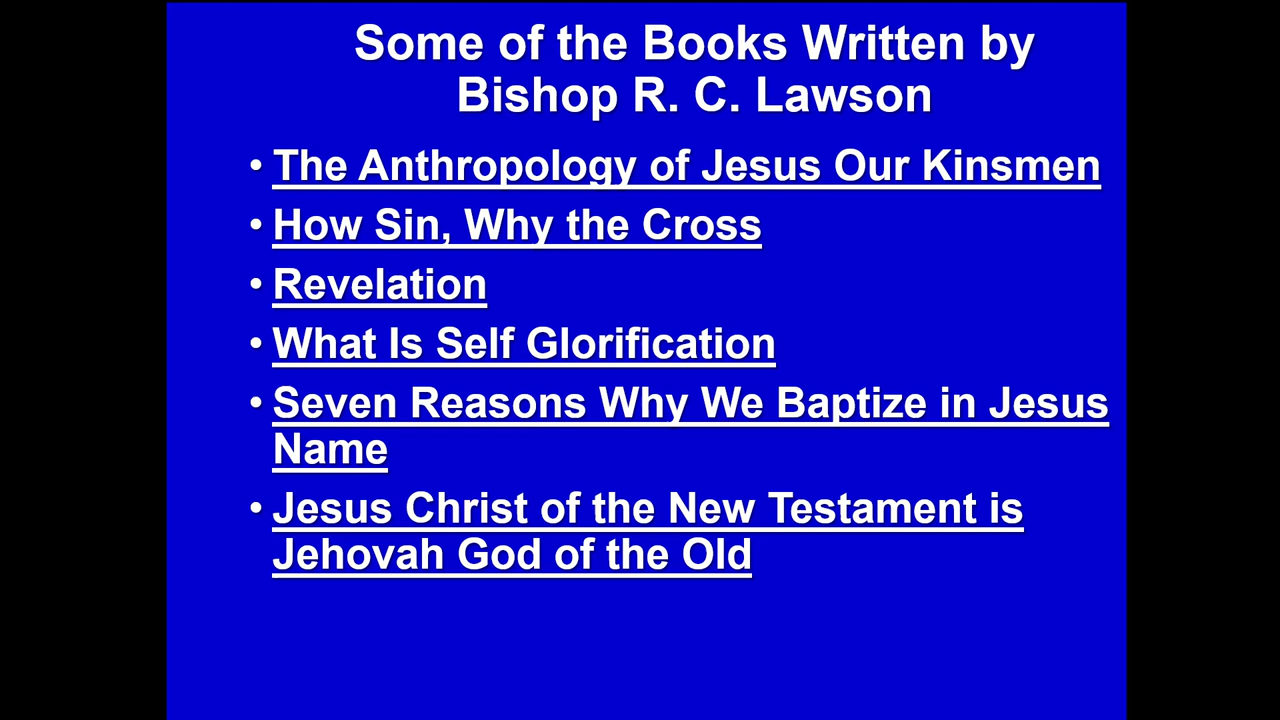 Some of the Books Written by
Bishop R. C. Lawson
• The Anthropology of Jesus Our Kinsmen
• How Sin, Why the Cross
• Revelation
• What Is Self Glorification
• Seven Reasons Why We Baptize in Jesus
Name
• Jesus Christ of the New Testament is
Jehovah God of the Old